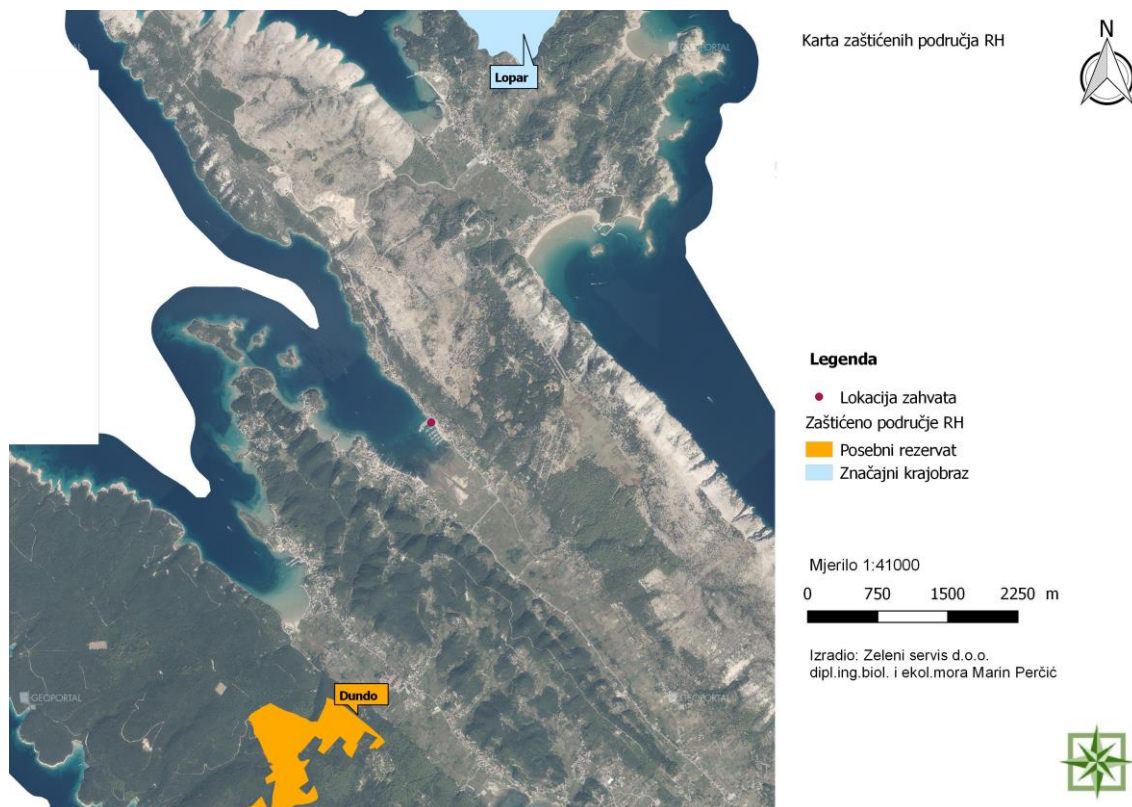 Karta zaštićenih područja RH
N
GEOPORTAL
Lopar
Legenda
Lokacija zahvata
Zaštićeno područje RH
Posebni rezervat
Značajni krajobraz
Mjerilo 1:41000
0 750 1500 2250 m
Izradio: Zeleni servis d.o.o.
dipl.ing.biol. i ekol.mora Marin Perčić
Dundo
GEOPORTAL
GEOPORTAL